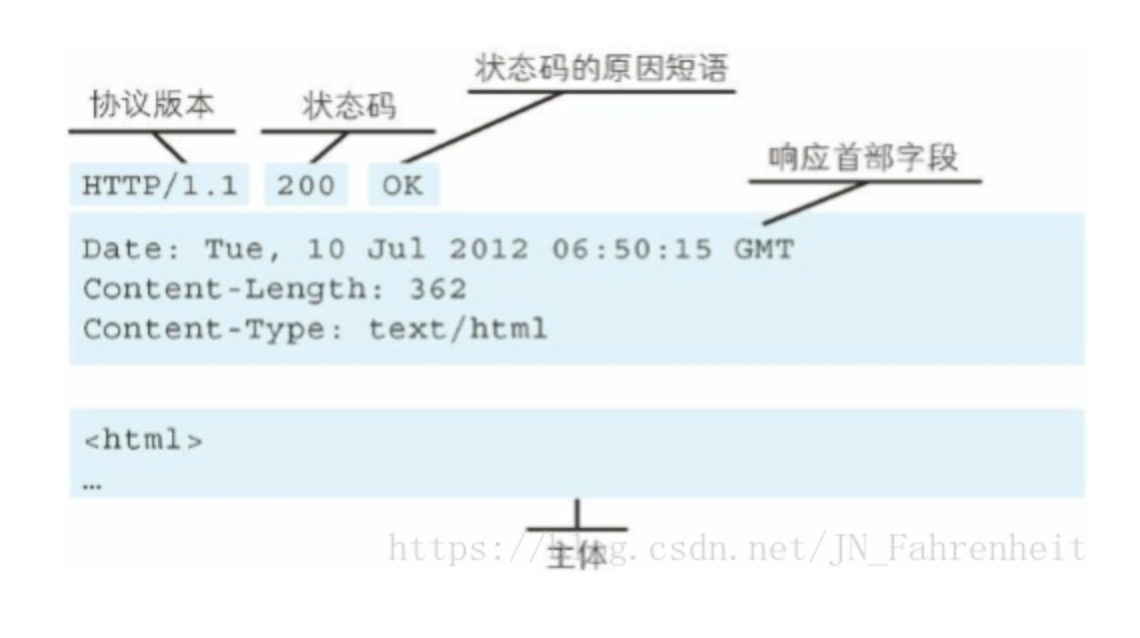 状态码的原因短语
协议版本 状态码
响应首部字段
HTTP/1.1 200 OK
Date: Tue, 10 Jul 2012 06:50:15 GMT
Content-Length: 362
Content-Type: text/html
<html>
…
主体
https://blog.csdn.net/JN_Fahrenheit